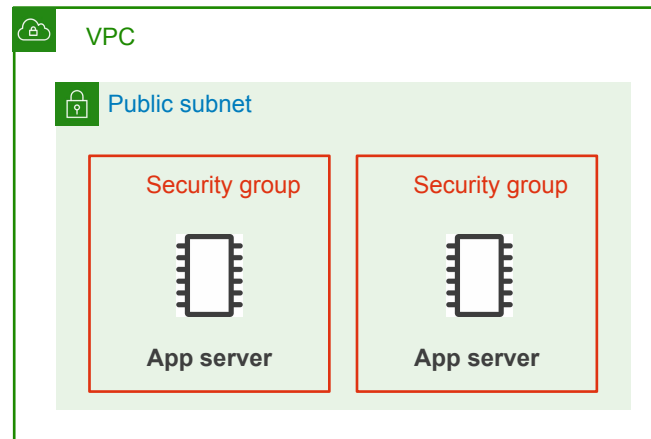 VPC
Public subnet
Security group
Security group
App server
App server